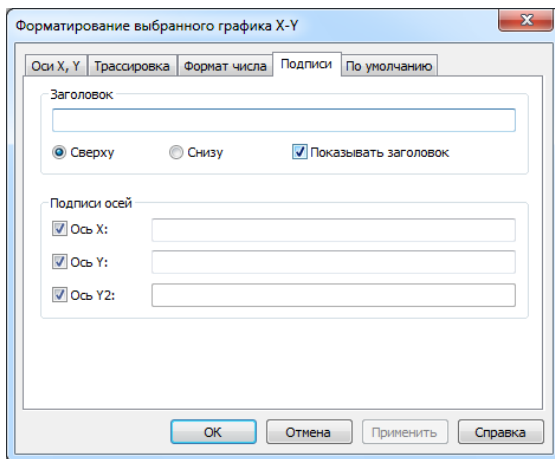 Форматирование выбранного графика X-Y
Оси X, Y Трассировка Формат числа Подписи По умолчанию
Заголовок
Сверху Снизу Показывать заголовок
Подписи осей
Ось X:
Ось Y:
Ось Y2:
OK Отмена Применить Справка